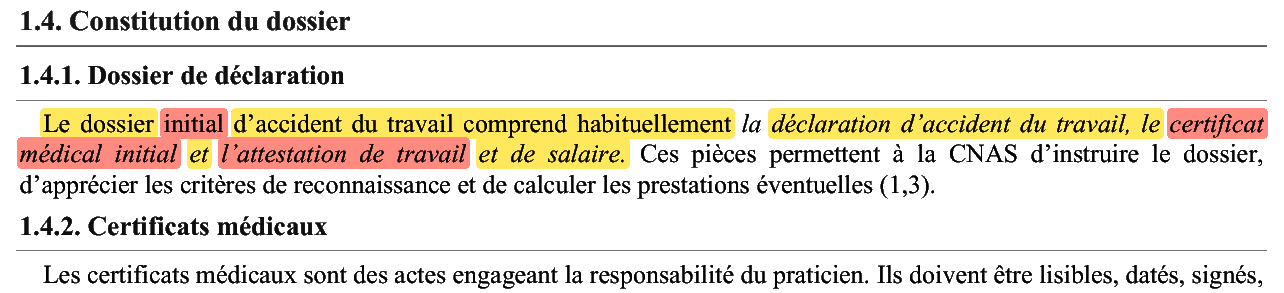 1.4. Constitution du dossier
1.4.1. Dossier de déclaration
Le dossier initial d’accident du travail comprend habituellement la déclaration d’accident du travail, le certificat
médical initial et l’attestation de travail et de salaire. Ces pièces permettent à la CNAS d’instruire le dossier,
d’apprécier les critères de reconnaissance et de calculer les prestations éventuelles (1,3).
1.4.2. Certificats médicaux
Les certificats médicaux sont des actes engageant la responsabilité du praticien. Ils doivent être lisibles, datés, signés,